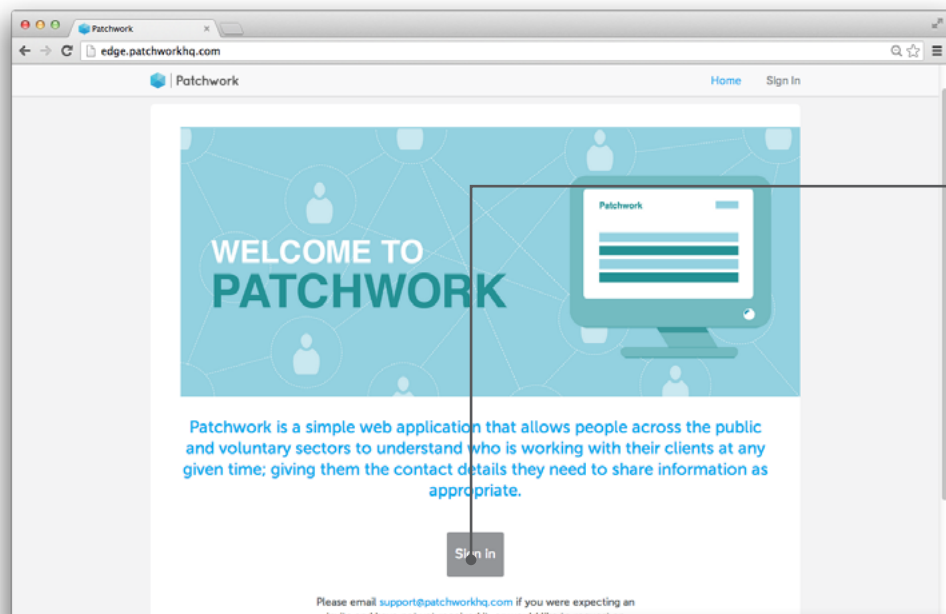 Patchwork
edge.patchworkhq.com
Patchwork Home Sign In
Patchwork
WELCOME TO
PATCHWORK
Patchwork is a simple web application that allows people across the public
and voluntary sectors to understand who is working with their clients at any
given time; giving them the contact details they need to share information as
appropriate.
Sign in
Please email support@patchworkhq.com if you were expecting an